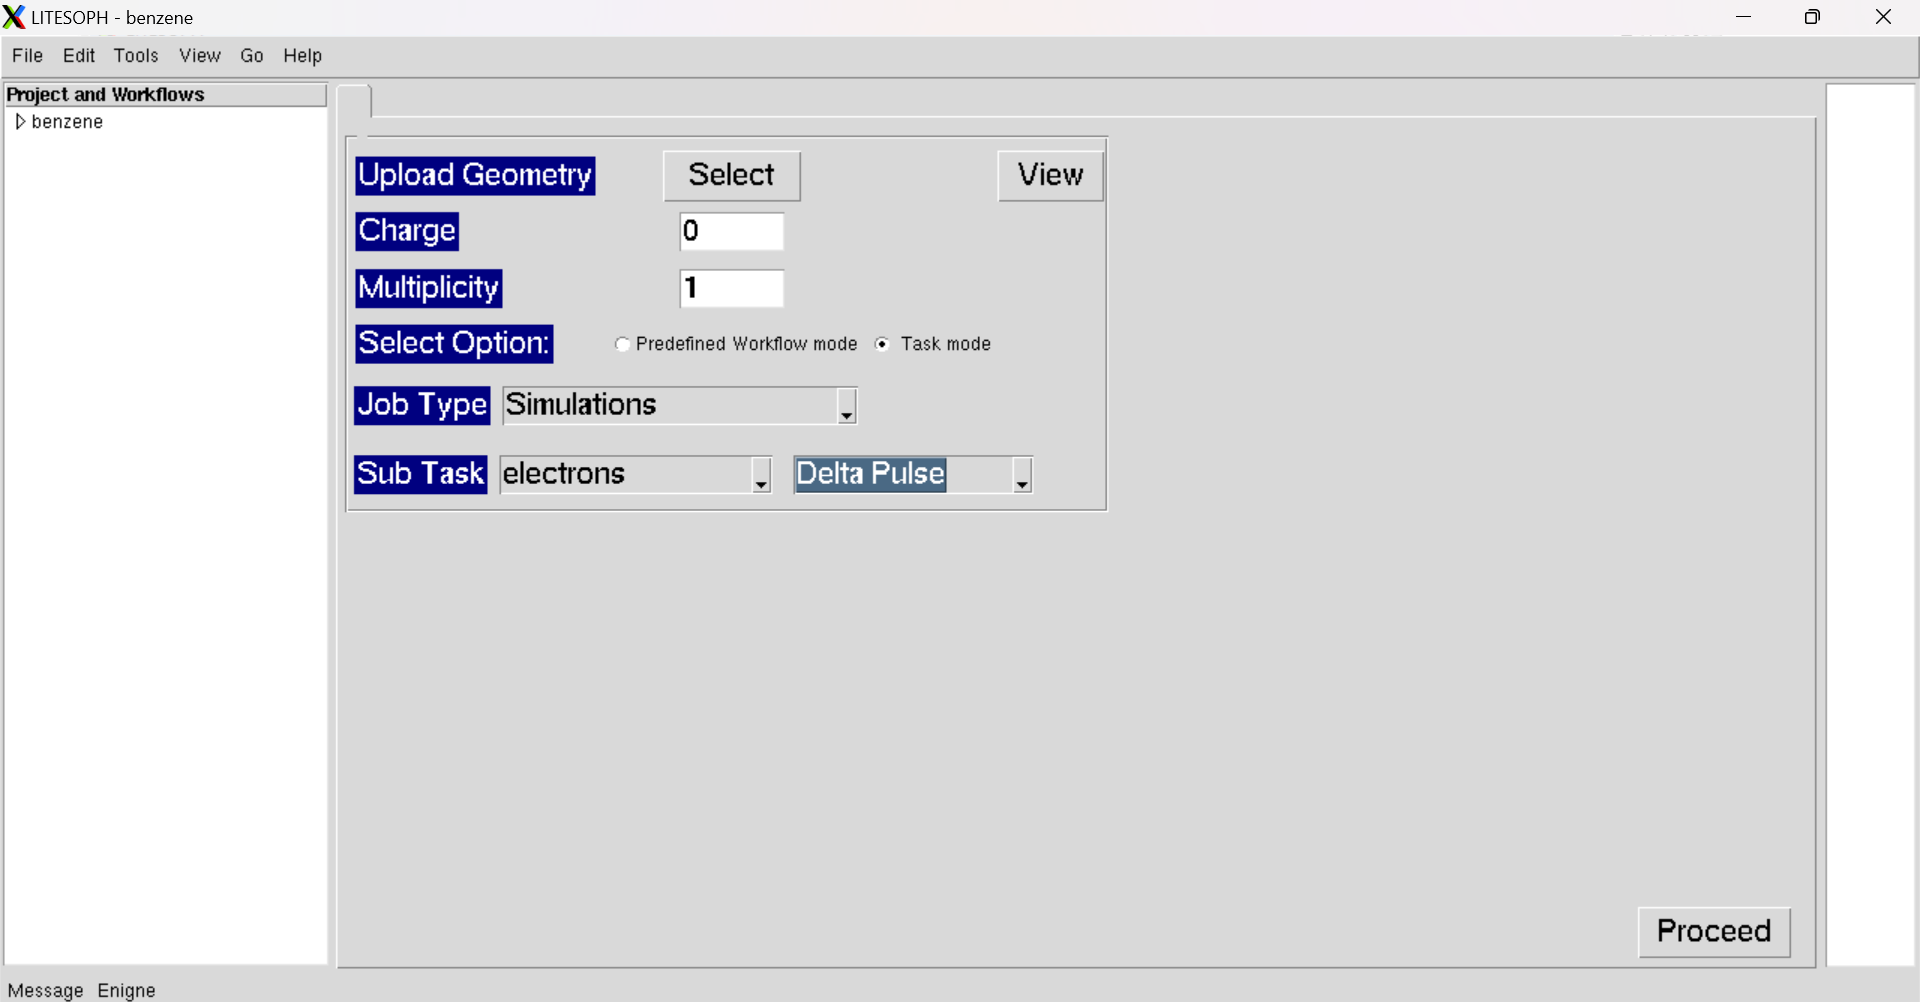 LITESOPH - benzene
File Edit Tools View Go Help
Project and Workflows
benzene
Upload Geometry Select View
Charge 0
Multiplicity 1
Select Option: Predefined Workflow mode Task mode
Job Type Simulations
Sub Task electrons Delta Pulse
Proceed
Message Enigne